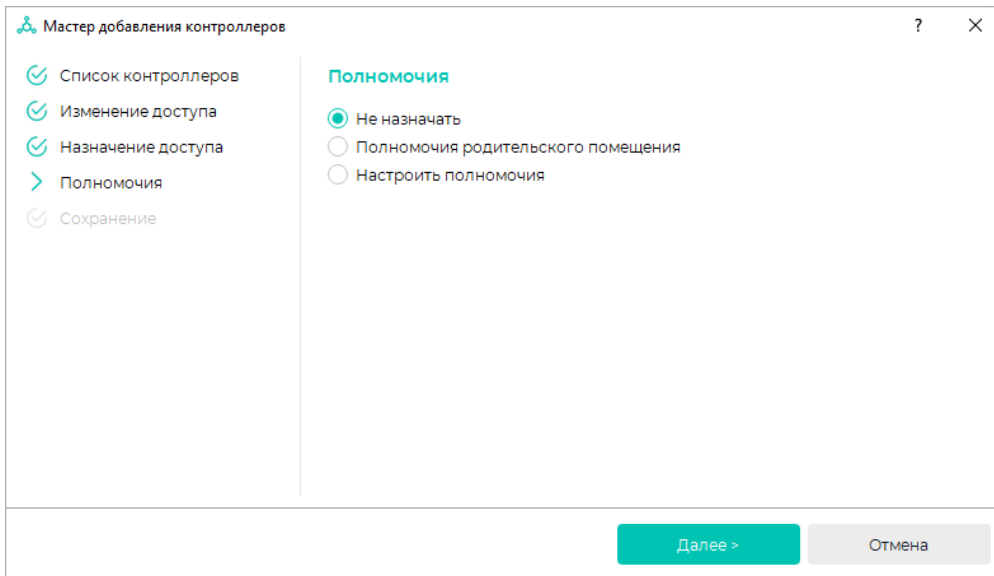 Мастер добавления контроллеров
?
Список контроллеров
Изменение доступа
Назначение доступа
Полномочия
Сохранение
Полномочия
Не назначать
Полномочия родительского помещения
Настроить полномочия
Далее >
Отмена